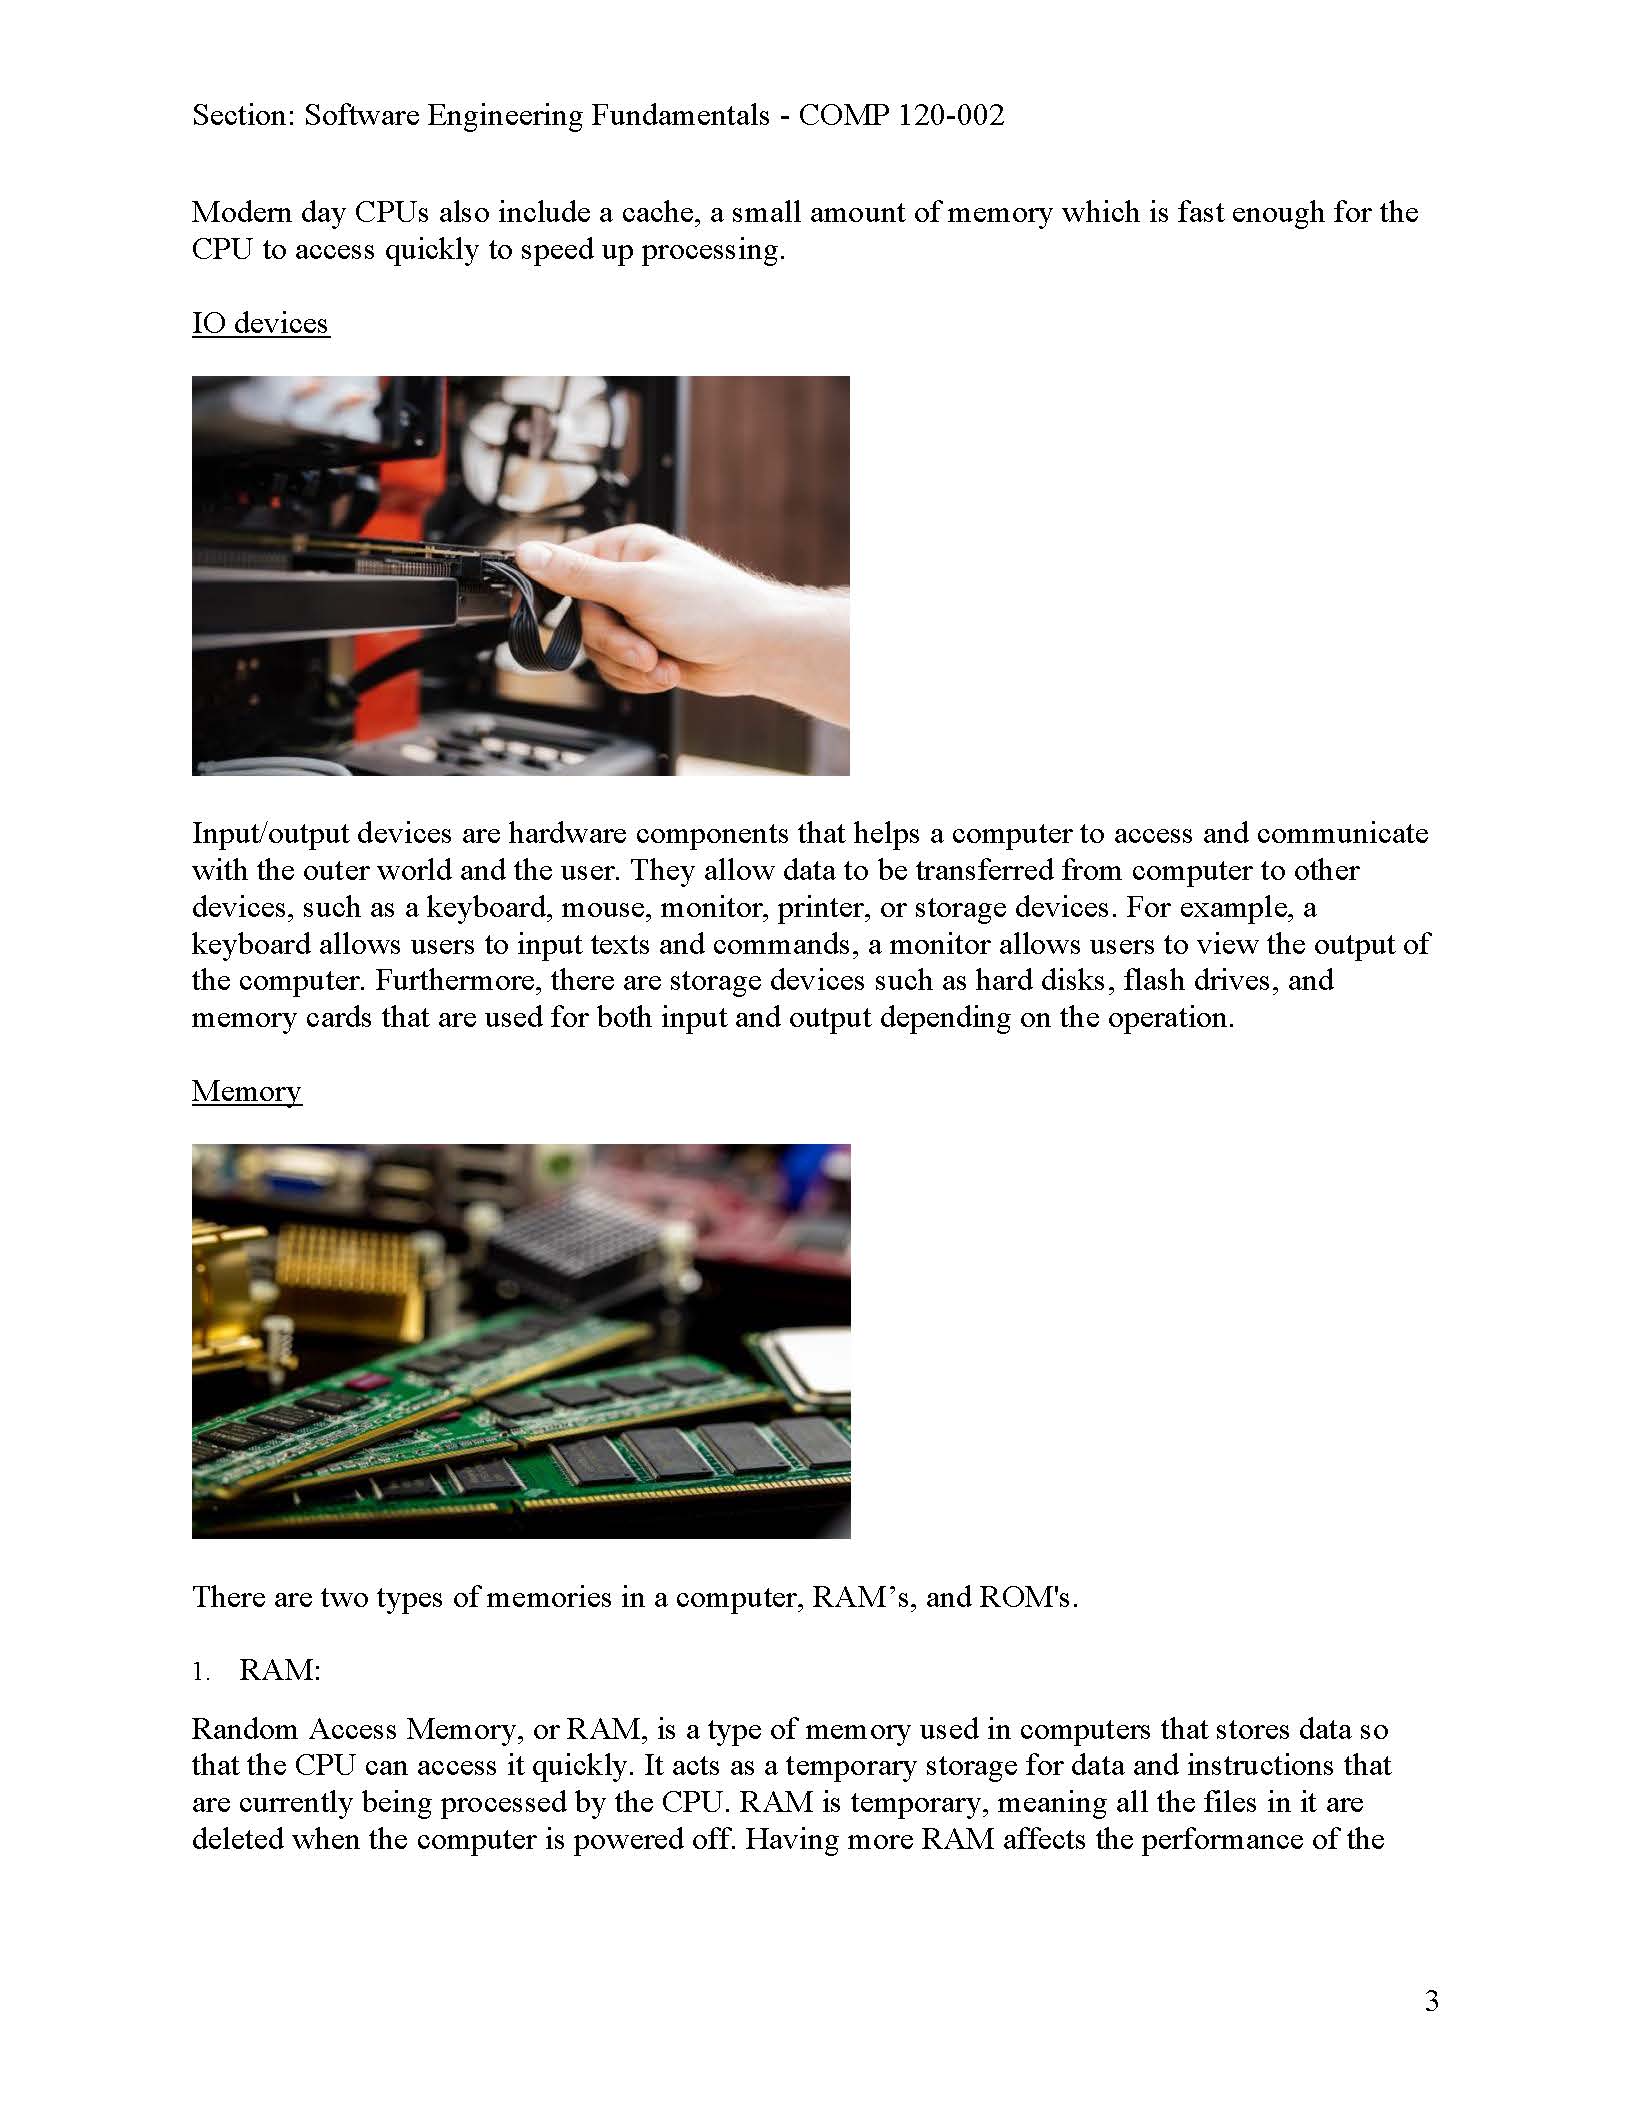 Section: Software Engineering Fundamentals - COMP 120-002
Modern day CPUs also include a cache, a small amount of memory which is fast enough for the
CPU to access quickly to speed up processing.
IO devices
Input/output devices are hardware components that helps a computer to access and communicate
with the outer world and the user. They allow data to be transferred from computer to other
devices, such as a keyboard, mouse, monitor, printer, or storage devices. For example, a
keyboard allows users to input texts and commands, a monitor allows users to view the output of
the computer. Furthermore, there are storage devices such as hard disks, flash drives, and
memory cards that are used for both input and output depending on the operation.
Memory
There are two types of memories in a computer, RAM’s, and ROM's.
1. RAM:
Random Access Memory, or RAM, is a type of memory used in computers that stores data so
that the CPU can access it quickly. It acts as a temporary storage for data and instructions that
are currently being processed by the CPU. RAM is temporary, meaning all the files in it are
deleted when the computer is powered off. Having more RAM affects the performance of the
3